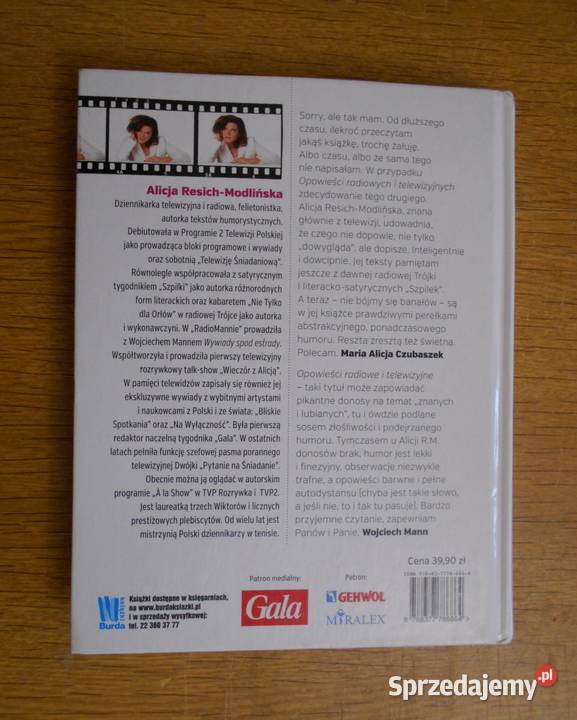 Alicja Resich-Modlińska
Dziennikarka telewizyjna i radiowa, felietonistka,
autorka tekstów humorystycznych.
Debiutowała w Programie 2 Telewizji Polskiej
jako prowadząca bloki programowe i wywiady
oraz sobotnią „Telewizję Śniadaniową”.
Równolegle współpracowała z satyrycznym
tygodnikiem „Szpilki” jako autorka różnorodnych
form literackich oraz kabaretem „Nie Tylko
dla Orłów” w radiowej Trójce jako autorka
i wykonawczyni. W „RadioMannie” prowadziła
z Wojciechem Mannem Wywiady spod estrady.
Współtworzyła i prowadziła pierwszy telewizyjny
rozrywkowy talk-show „Wieczór z Alicją”.
W pamięci telewidzów zapisały się również jej
ekskluzywne wywiady z wybitnymi artystami
i naukowcami z Polski i ze świata: „Bliskie
Spotkania” oraz „Na Wyłączność”. Była pierwszą
redaktor naczelną tygodnika „Gala”. W ostatnich
latach pełniła funkcję szefowej pasma porannego
telewizyjnej Dwójki „Pytanie na Śniadanie”.
Obecnie można ją oglądać w autorskim
programie „À la Show” w TVP Rozrywka i TVP2.
Jest laureatką trzech Wiktorów i licznych
prestiżowych plebiscytów. Od wielu lat jest
mistrzynią Polski dziennikarzy w tenisie.
Sorry, ale tak mam. Od dłuższego
czasu, ilekroć przeczytam
jakąś książkę, trochę żałuję.
Albo czasu, albo że sama tego
nie napisałam. W przypadku
Opowieści radiowych i telewizyjnych
zdecydowanie tego drugiego.
Alicja Resich-Modlińska, znana
głównie z telewizji, udowadnia,
że czego nie dopowie, nie tylko
„dowygląda”, ale dopisze. Inteligentnie
i dowcipnie. Jej teksty pamiętam
jeszcze z dawnej radiowej Trójki
i literacko-satyrycznych „Szpilek”.
A teraz – nie bójmy się banałów – są
w jej książce prawdziwymi perełkami
abstrakcyjnego, ponadczasowego
humoru. Reszta zresztą też świetna.
Polecam. Maria Alicja Czubaszek
Opowieści radiowe i telewizyjne
– taki tytuł może zapowiadać
pikantne donosy na temat „znanych
i lubianych”, tu i ówdzie podlane
sosem złośliwości i podejrzanego
humoru. Tymczasem u Alicji R.M.
donosów brak, humor jest lekki
i finezyjny, obserwacje niezwykle
trafne, a opowieści barwne i pełne
autodystansu (chyba jest takie słowo,
a jeśli nie, to i tak tu pasuje). Bardzo
przyjemne czytanie, zapewniam
Panów i Panie. Wojciech Mann
Cena 39,90 zł
Burda
Książki dostępne w księgarniach,
na www.burdaksiazki.pl
i w sprzedaży wysyłkowej:
tel. 22 360 37 77
Patron medialny:
Gala
Patron:
GEHWOL
MIRALEX
Sprzedajemy.pl